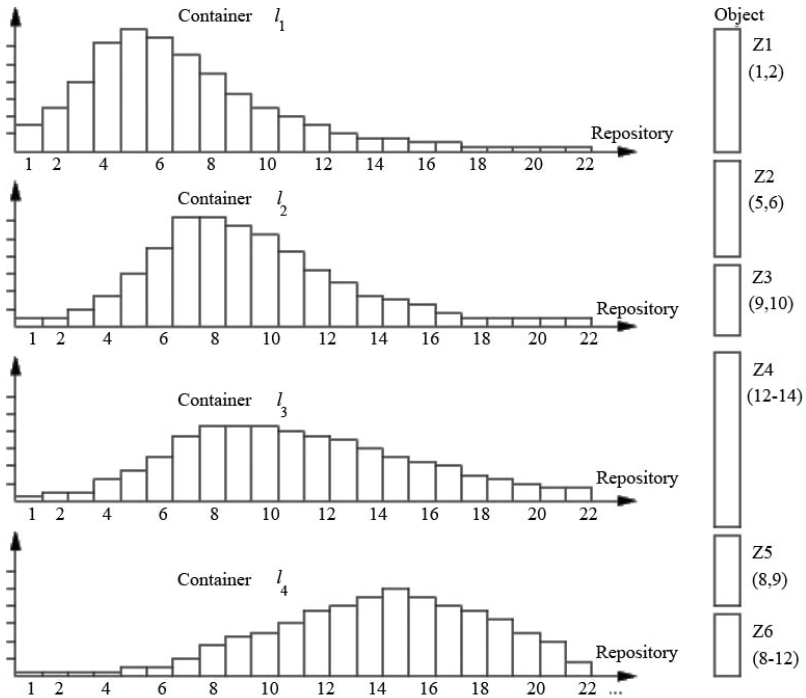 Container l1
Repository
1 2 4 6 8 10 12 14 16 18 20 22
Container l2
Repository
1 2 4 6 8 10 12 14 16 18 20 22
Container l3
Repository
1 2 4 6 8 10 12 14 16 18 20 22
Container l4
Repository
1 2 4 6 8 10 12 14 16 18 20 22 ...
Object
Z1
(1,2)
Z2
(5,6)
Z3
(9,10)
Z4
(12-14)
Z5
(8,9)
Z6
(8-12)